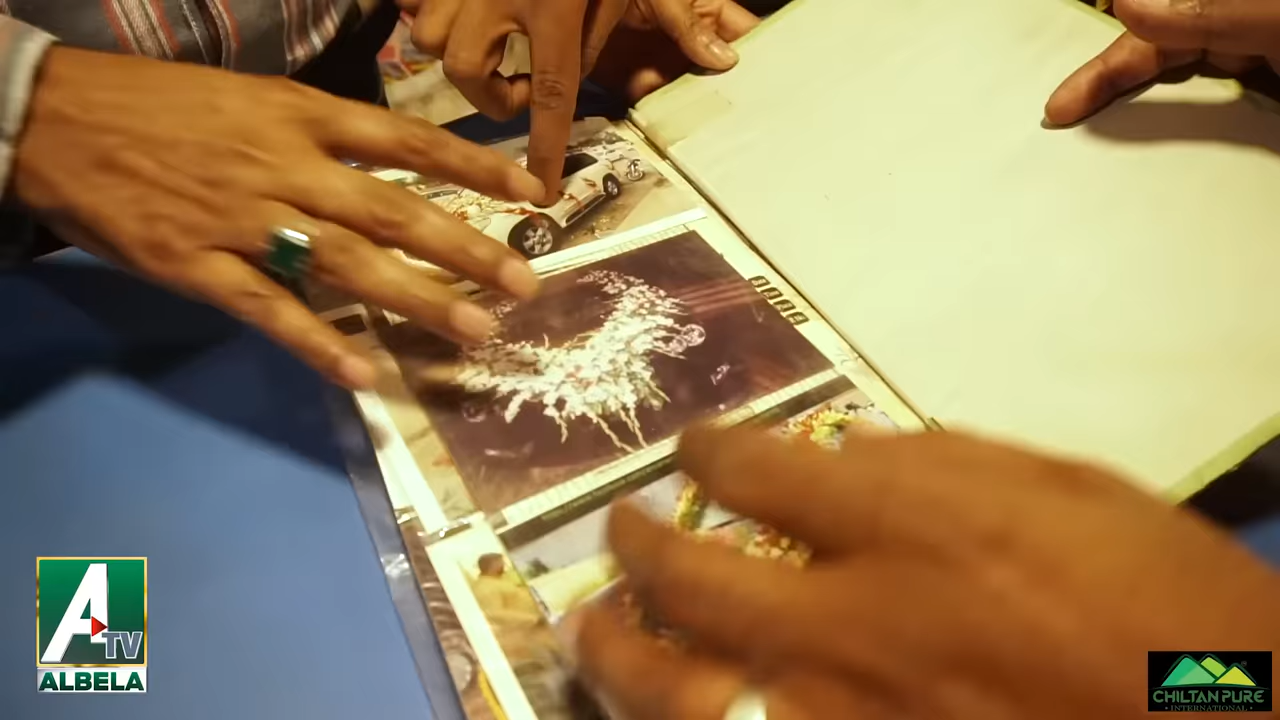 A
TV
ALBELA
CHILTAN PURE
• INTERNATIONAL •